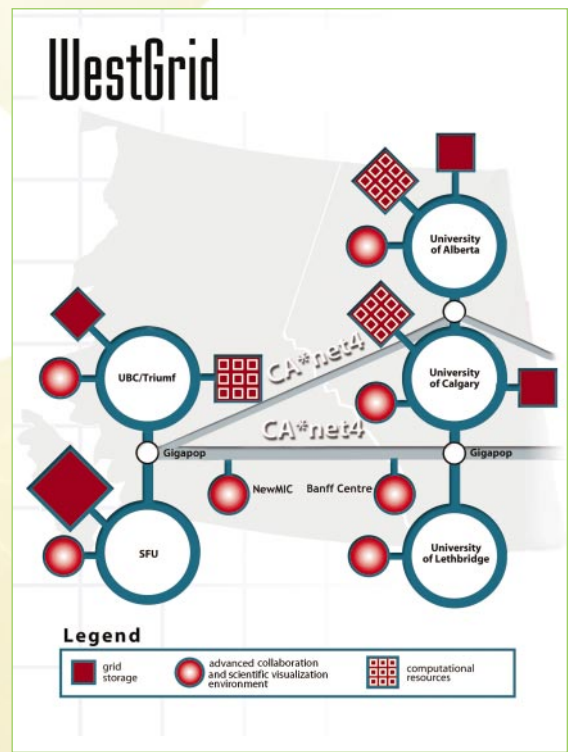 WestGrid
University
of Alberta
CA*net4
UBC/Triumf
University
of Calgary
CA*net4
Gigapop
Gigapop
NewMIC
Banff Centre
SFU
University
of Lethbridge
Legend
grid
storage
advanced collaboration
and scientific visualization
environment
computational
resources